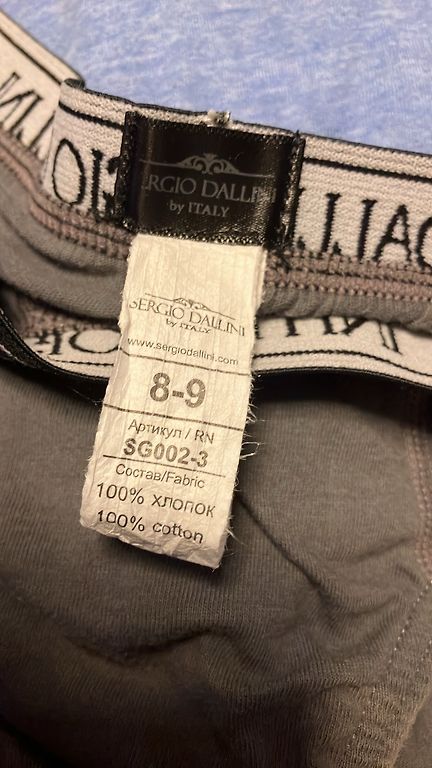 SERGIO DALLINI
by ITALY
SERGIO DALLINI
by ITALY
www.sergiodallini.com
8-9
Артикул / RN
SG002-3
Состав/Fabric
100% хлопок
100% cotton